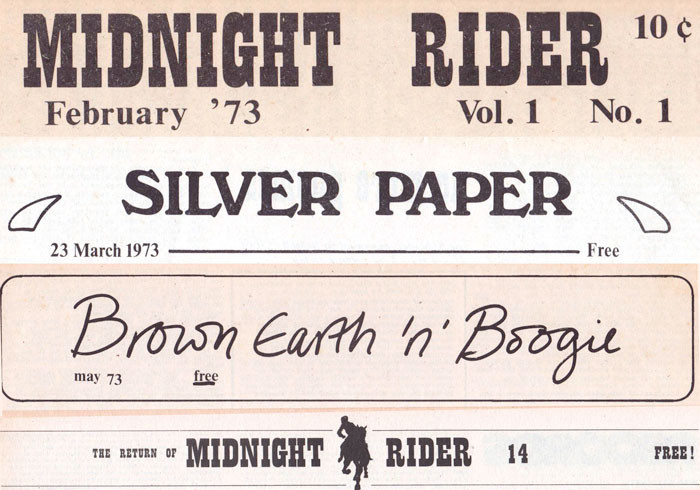 MIDNIGHT RIDER 10 ¢
February '73 Vol. 1 No. 1
SILVER PAPER
23 March 1973 Free
Brown Earth 'n' Boogie
may 73 free
THE RETURN OF MIDNIGHT RIDER 14 FREE!